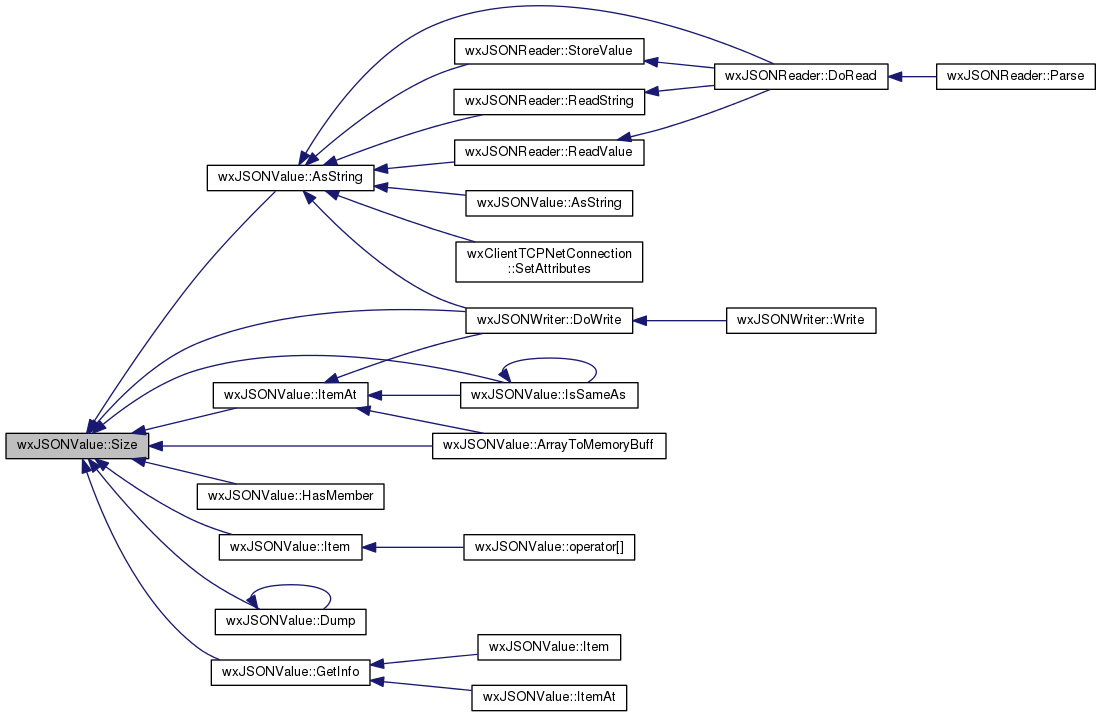 wxJSONReader::StoreValue
wxJSONReader::DoRead
wxJSONReader::Parse
wxJSONReader::ReadString
wxJSONReader::ReadValue
wxJSONValue::AsString
wxJSONValue::AsString
wxClientTCPNetConnection
::SetAttributes
wxJSONWriter::DoWrite
wxJSONWriter::Write
wxJSONValue::ItemAt
wxJSONValue::IsSameAs
wxJSONValue::Size
wxJSONValue::ArrayToMemoryBuff
wxJSONValue::HasMember
wxJSONValue::Item
wxJSONValue::operator[]
wxJSONValue::Dump
wxJSONValue::Item
wxJSONValue::GetInfo
wxJSONValue::ItemAt